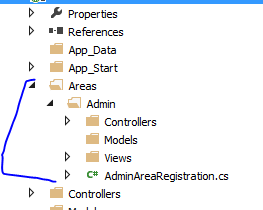 Properties
References
App_Data
App_Start
Areas
Admin
Controllers
Models
Views
C# AdminAreaRegistration.cs
Controllers